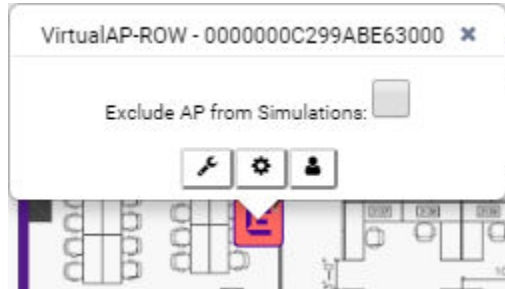 VirtualAP-ROW - 0000000C299ABE63000 ×
Exclude AP from Simulations: